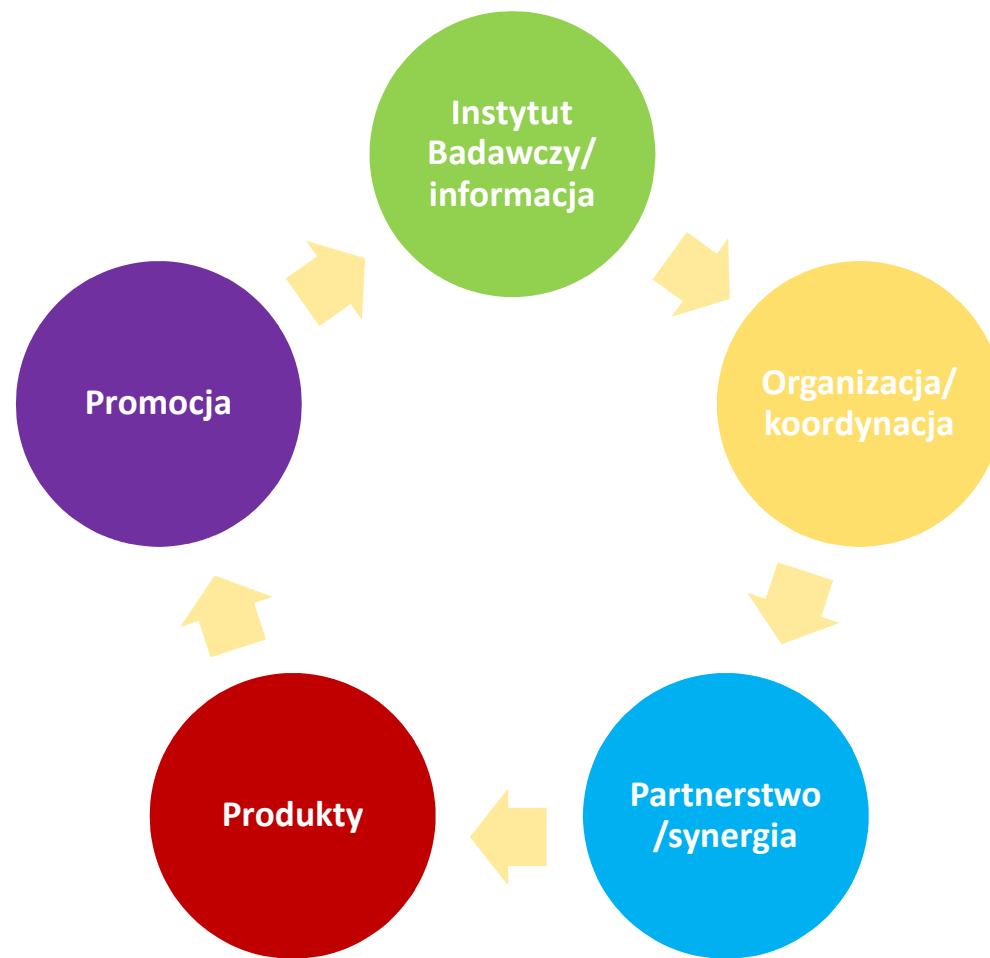 Instytut
Badawczy/
informacja
Organizacja/
koordynacja
Partnerstwo
/synergia
Produkty
Promocja